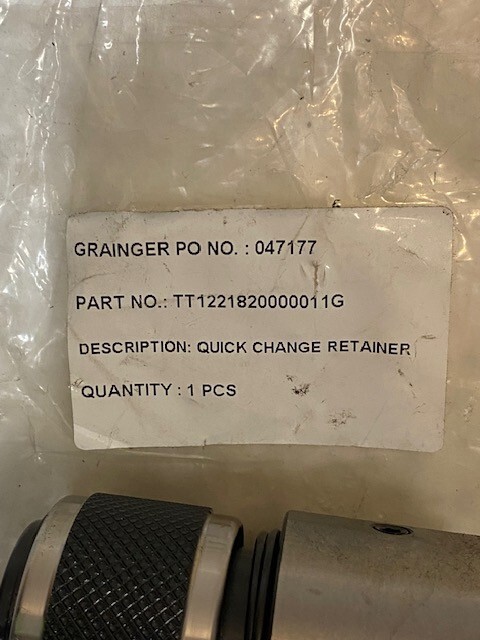 GRAINGER PO NO. : 047177
PART NO.: TT1221820000011G
DESCRIPTION: QUICK CHANGE RETAINER
QUANTITY : 1 PCS